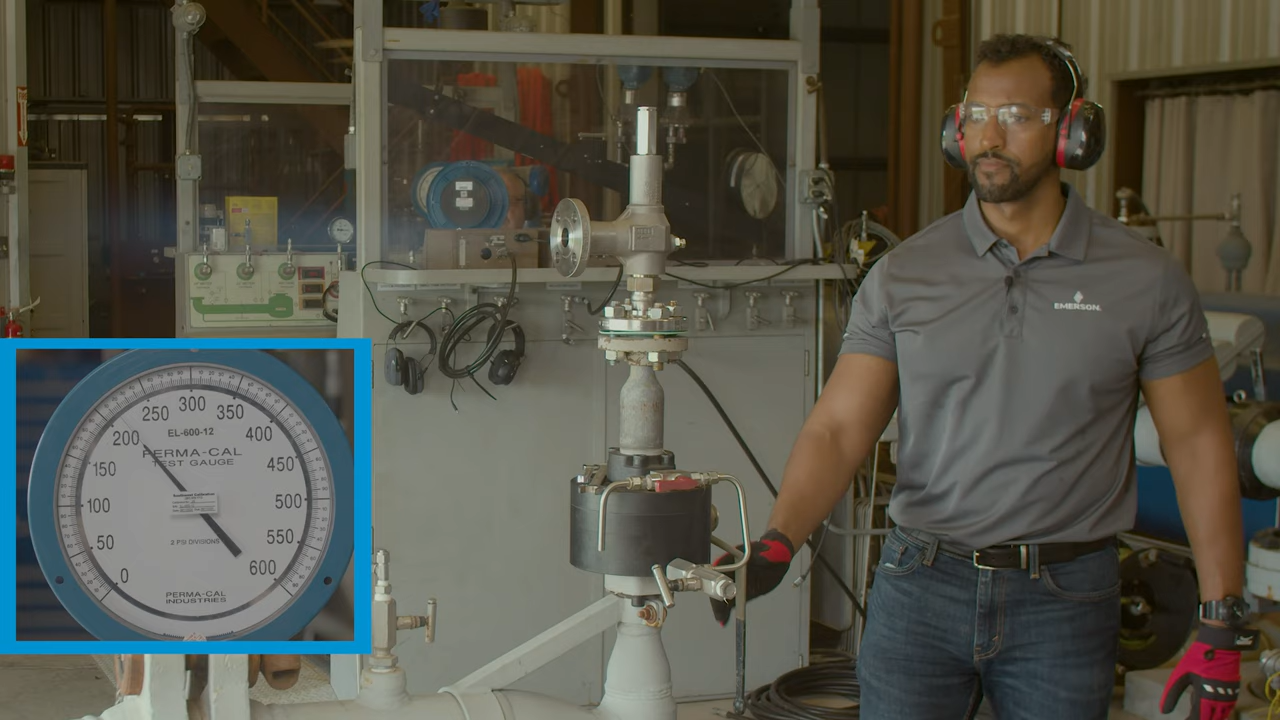 EMERSON.
250 300 350
200 400
EL-600-12
PERMA-CAL
TEST GAUGE
150 450
100 500
2 PSI DIVISIONS
50 550
0 600
PERMA-CAL
INDUSTRIES